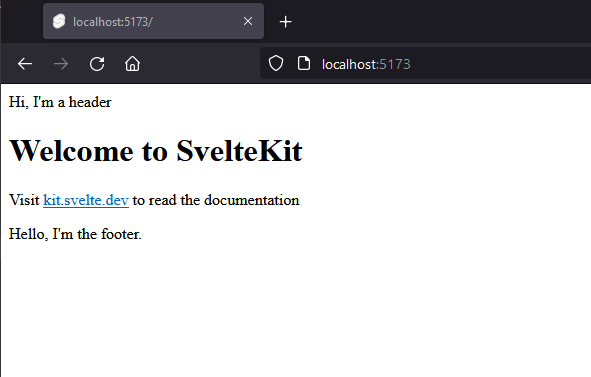 localhost:5173/
localhost:5173
Hi, I'm a header
Welcome to SvelteKit
Visit kit.svelte.dev to read the documentation
Hello, I'm the footer.